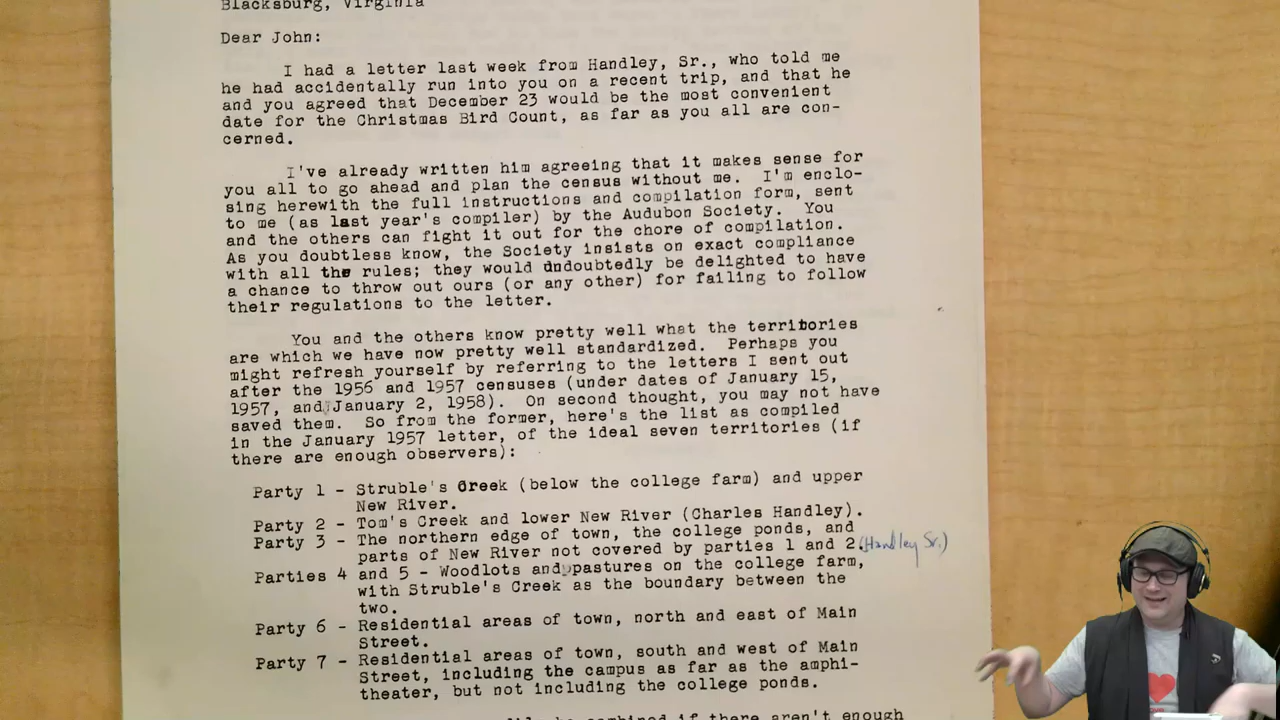 Blacksburg, Virginia
Dear John:
I had a letter last week from Handley, Sr., who told me
he had accidentally run into you on a recent trip, and that he
and you agreed that December 23 would be the most convenient
date for the Christmas Bird Count, as far as you all are con-
cerned.
I've already written him agreeing that it makes sense for
you all to go ahead and plan the census without me. I'm enclo-
sing herewith the full instructions and compilation form, sent
to me (as last year's compiler) by the Audubon Society. You
and the others can fight it out for the chore of compilation.
As you doubtless know, the Society insists on exact compliance
with all the rules; they would undoubtedly be delighted to have
a chance to throw out ours (or any other) for failing to follow
their regulations to the letter.
You and the others know pretty well what the territories
are which we have now pretty well standardized. Perhaps you
might refresh yourself by referring to the letters I sent out
after the 1956 and 1957 censuses (under dates of January 15,
1957, and January 2, 1958). On second thought, you may not have
saved them. So from the former, here's the list as compiled
in the January 1957 letter, of the ideal seven territories (if
there are enough observers):
Party 1 - Struble's Creek (below the college farm) and upper
New River.
Party 2 - Tom's Creek and lower New River (Charles Handley).
Party 3 - The northern edge of town, the college ponds, and
parts of New River not covered by parties 1 and 2. (Handley Sr.)
Parties 4 and 5 - Woodlots and pastures on the college farm,
with Struble's Creek as the boundary between the
two.
Party 6 - Residential areas of town, north and east of Main
Street.
Party 7 - Residential areas of town, south and west of Main
Street, including the campus as far as the amphi-
theater, but not including the college ponds.
be combined if there aren't enough